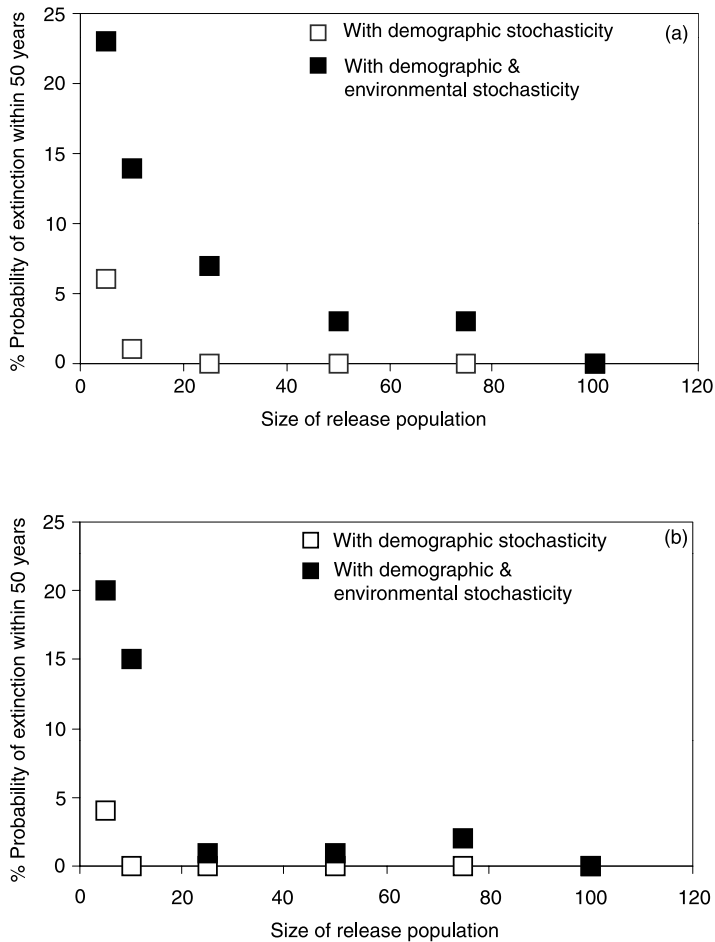 25
With demographic stochasticity
(a)
With demographic &
environmental stochasticity
20
15
10
5
0
0 20 40 60 80 100 120
% Probability of extinction within 50 years
Size of release population
25
With demographic stochasticity
(b)
With demographic &
environmental stochasticity
20
15
10
5
0
0 20 40 60 80 100 120
% Probability of extinction within 50 years
Size of release population